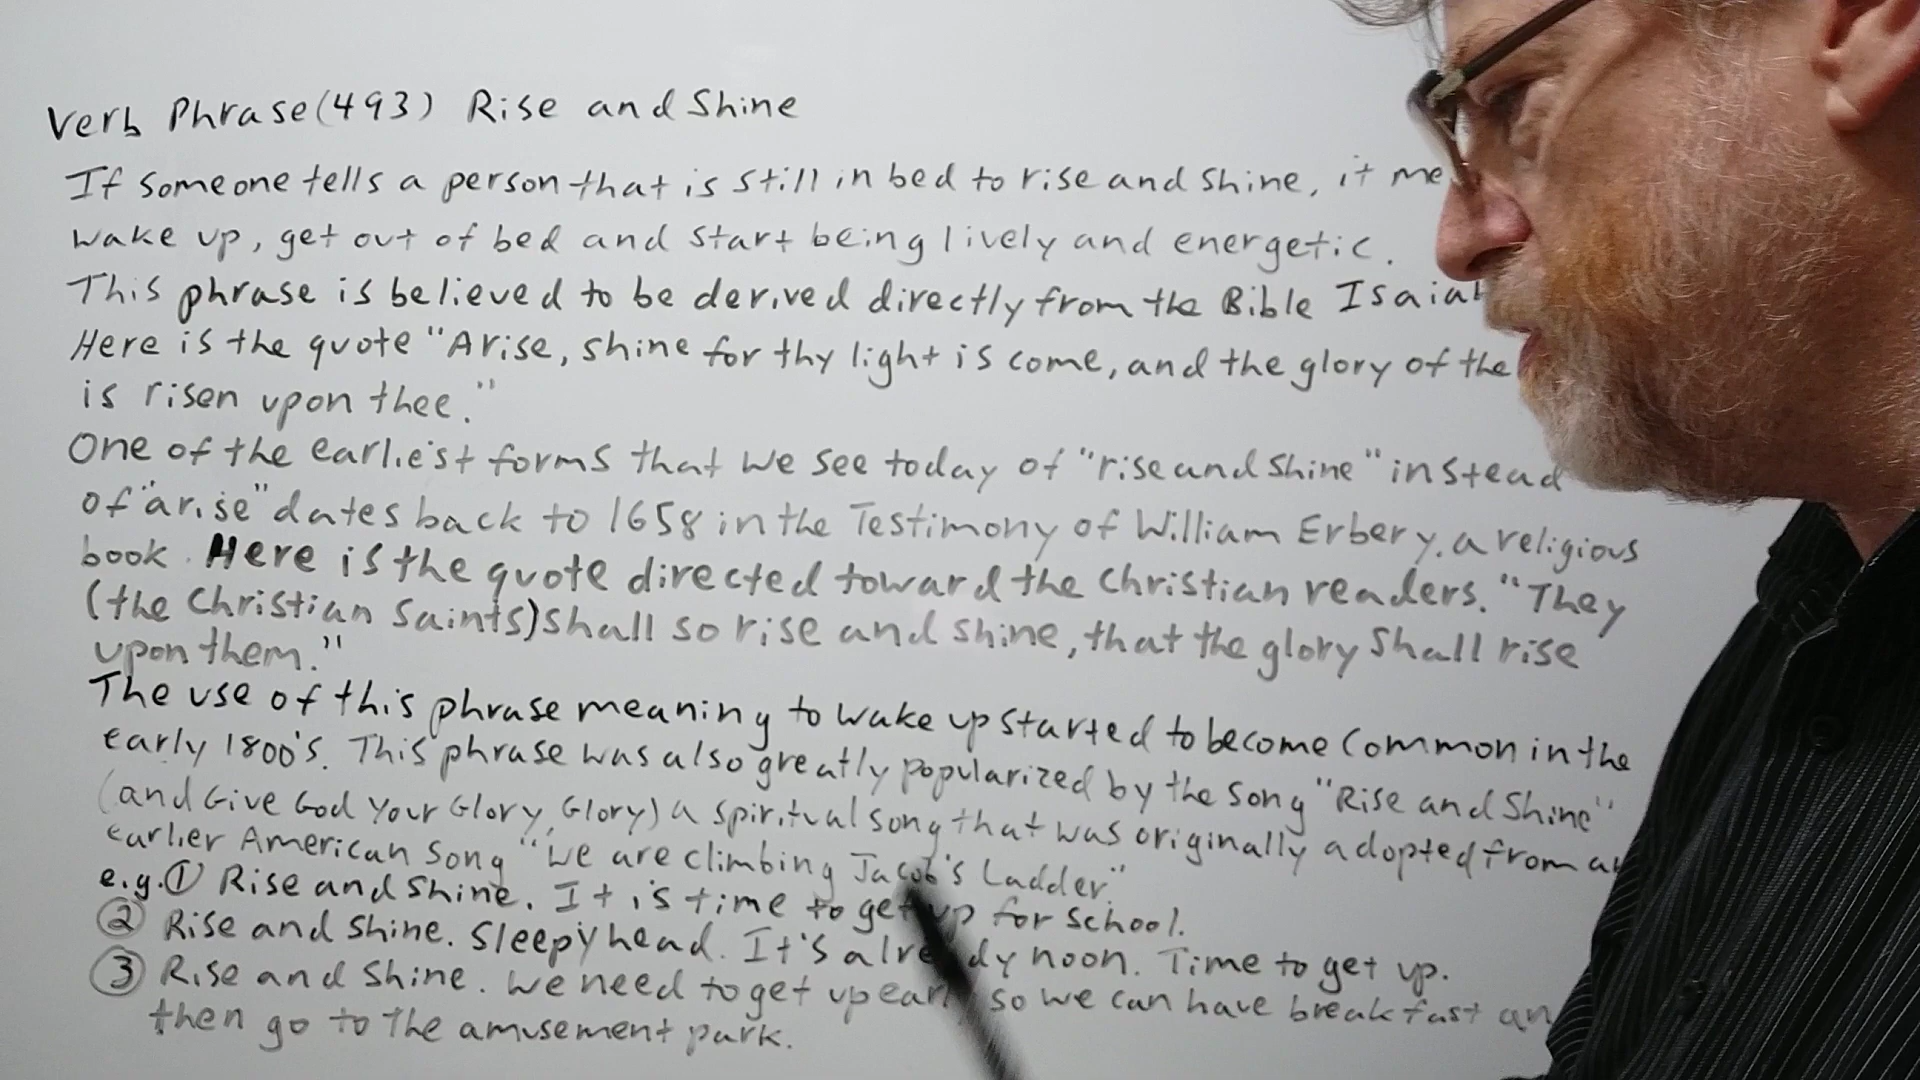 Verb Phrase (493) Rise and Shine
If someone tells a person that is still in bed to rise and shine, it me
wake up, get out of bed and start being lively and energetic.
This phrase is believed to be derived directly from the Bible Isaiah
Here is the quote "Arise, shine for thy light is come, and the glory of the
is risen upon thee."
One of the earliest forms that we see today of "rise and shine" instead
of "arise" dates back to 1658 in the Testimony of William Erbery, a religious
book. Here is the quote directed toward the Christian readers. "They
(the Christian Saints) shall so rise and shine, that the glory shall rise
upon them."
The use of this phrase meaning to wake up started to become common in the
early 1800's. This phrase was also greatly popularized by the song "Rise and Shine"
(and Give God Your Glory, Glory) a spiritual song that was originally adopted from an
earlier American song "We are climbing Jacob's Ladder."
e.g. ① Rise and shine. It is time to get up for school.
② Rise and shine. Sleepyhead. It's already noon. Time to get up.
③ Rise and shine. We need to get up early so we can have breakfast an
then go to the amusement park.